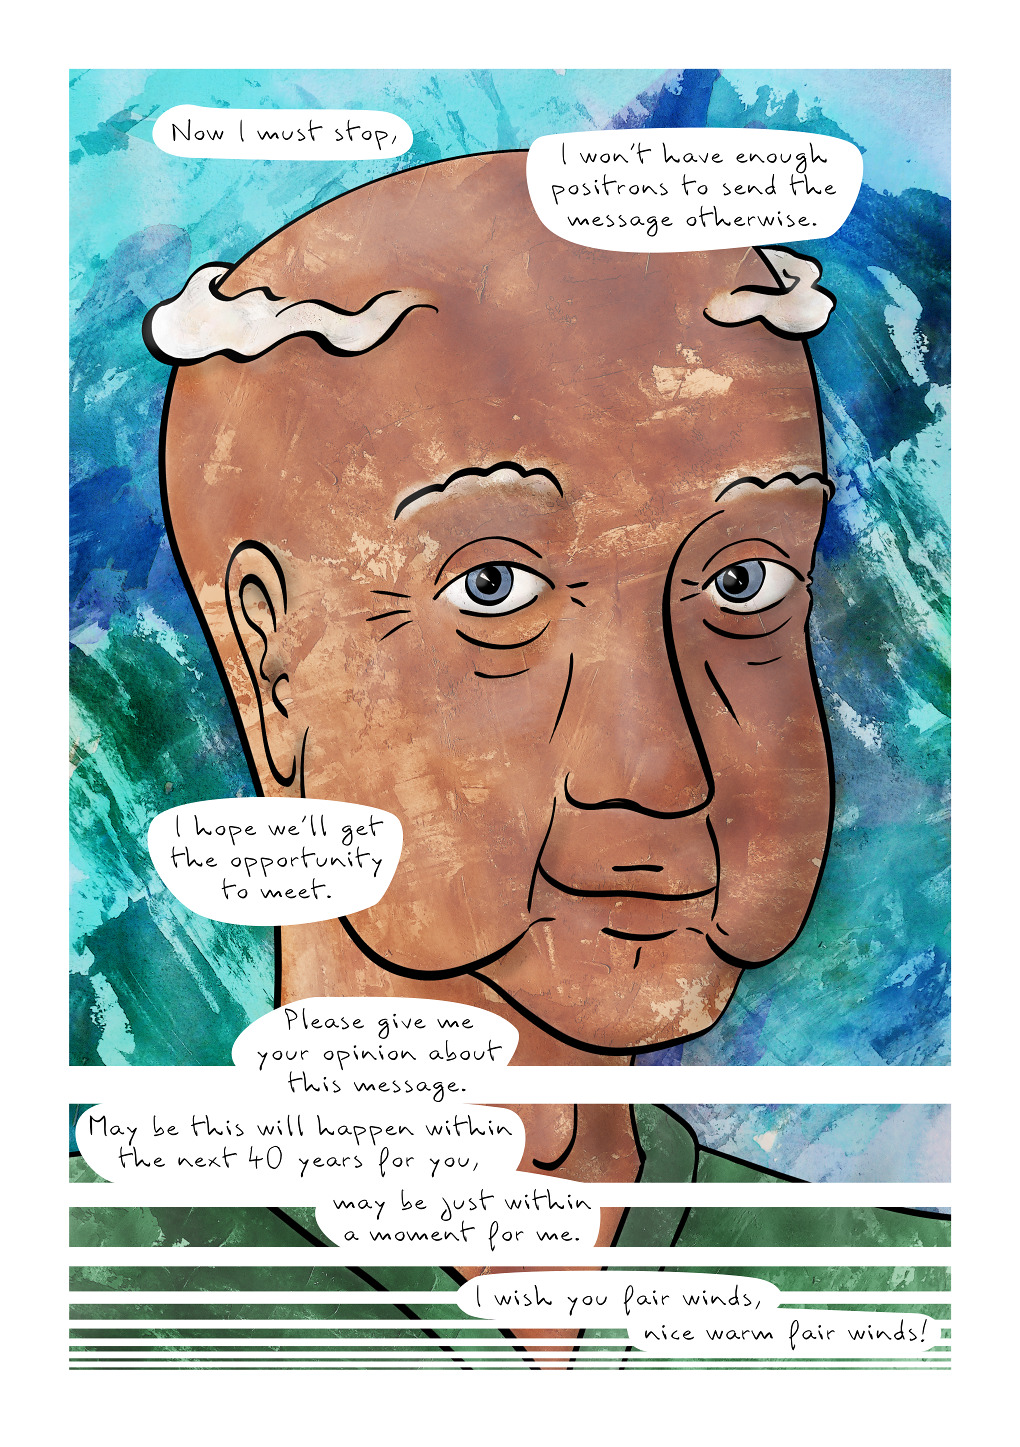 Now I must stop,
I won't have enough
positrons to send the
message otherwise.
I hope we'll get
the opportunity
to meet.
Please give me
your opinion about
this message.
May be this will happen within
the next 40 years for you,
may be just within
a moment for me.
I wish you fair winds,
nice warm fair winds!